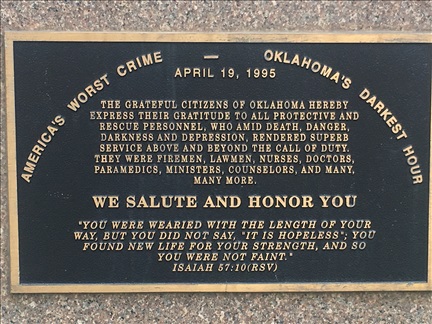 AMERICA'S WORST CRIME — OKLAHOMA'S DARKEST HOUR
APRIL 19, 1995
THE GRATEFUL CITIZENS OF OKLAHOMA HEREBY
EXPRESS THEIR GRATITUDE TO ALL PROTECTIVE AND
RESCUE PERSONNEL, WHO AMID DEATH, DANGER,
DARKNESS AND DEPRESSION, RENDERED SUPERB
SERVICE ABOVE AND BEYOND THE CALL OF DUTY.
THEY WERE FIREMEN, LAWMEN, NURSES, DOCTORS,
PARAMEDICS, MINISTERS, COUNSELORS, AND MANY,
MANY MORE.
WE SALUTE AND HONOR YOU
"YOU WERE WEARIED WITH THE LENGTH OF YOUR
WAY, BUT YOU DID NOT SAY, "IT IS HOPELESS"; YOU
FOUND NEW LIFE FOR YOUR STRENGTH, AND SO
YOU WERE NOT FAINT."
ISAIAH 57:10(RSV)